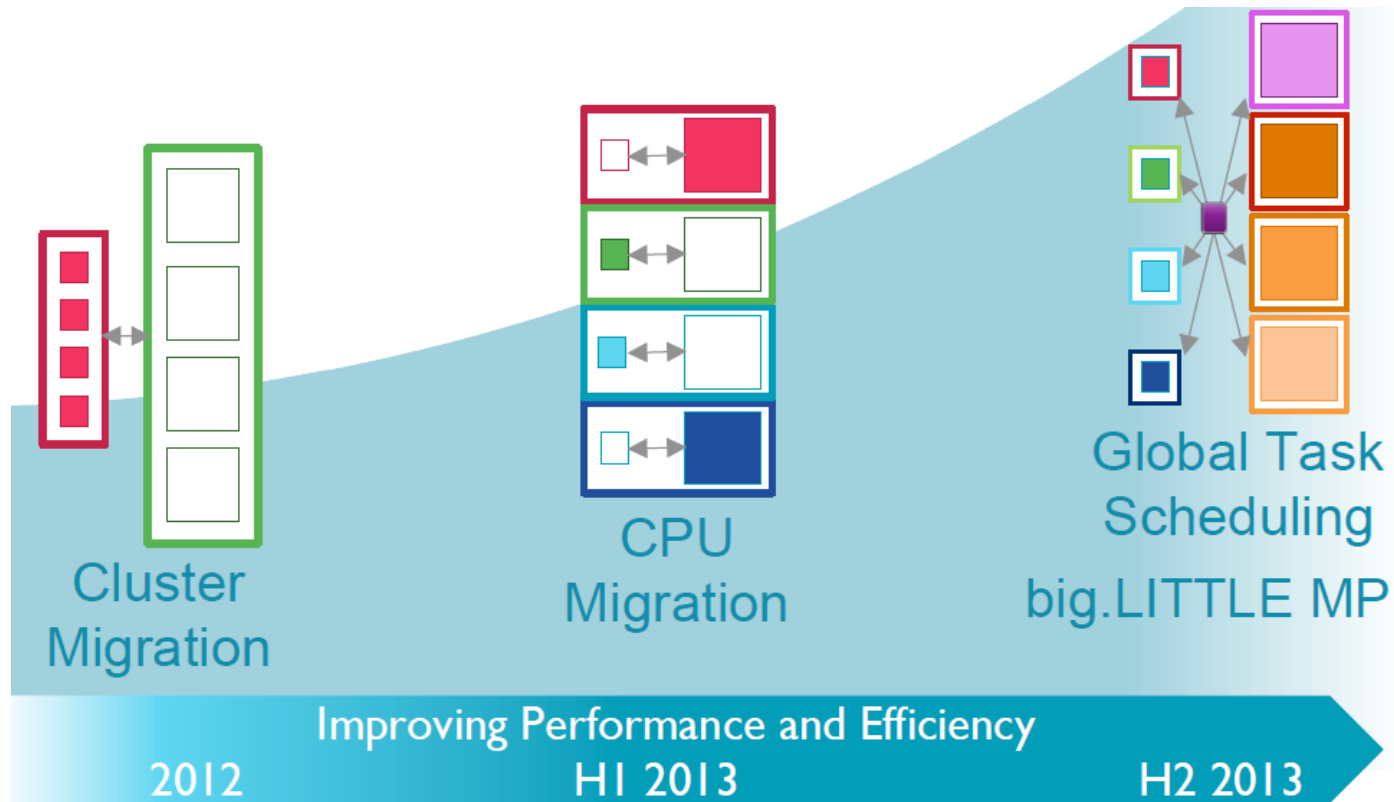 Cluster
Migration
CPU
Migration
Global Task
Scheduling
big.LITTLE MP
Improving Performance and Efficiency
2012
H1 2013
H2 2013